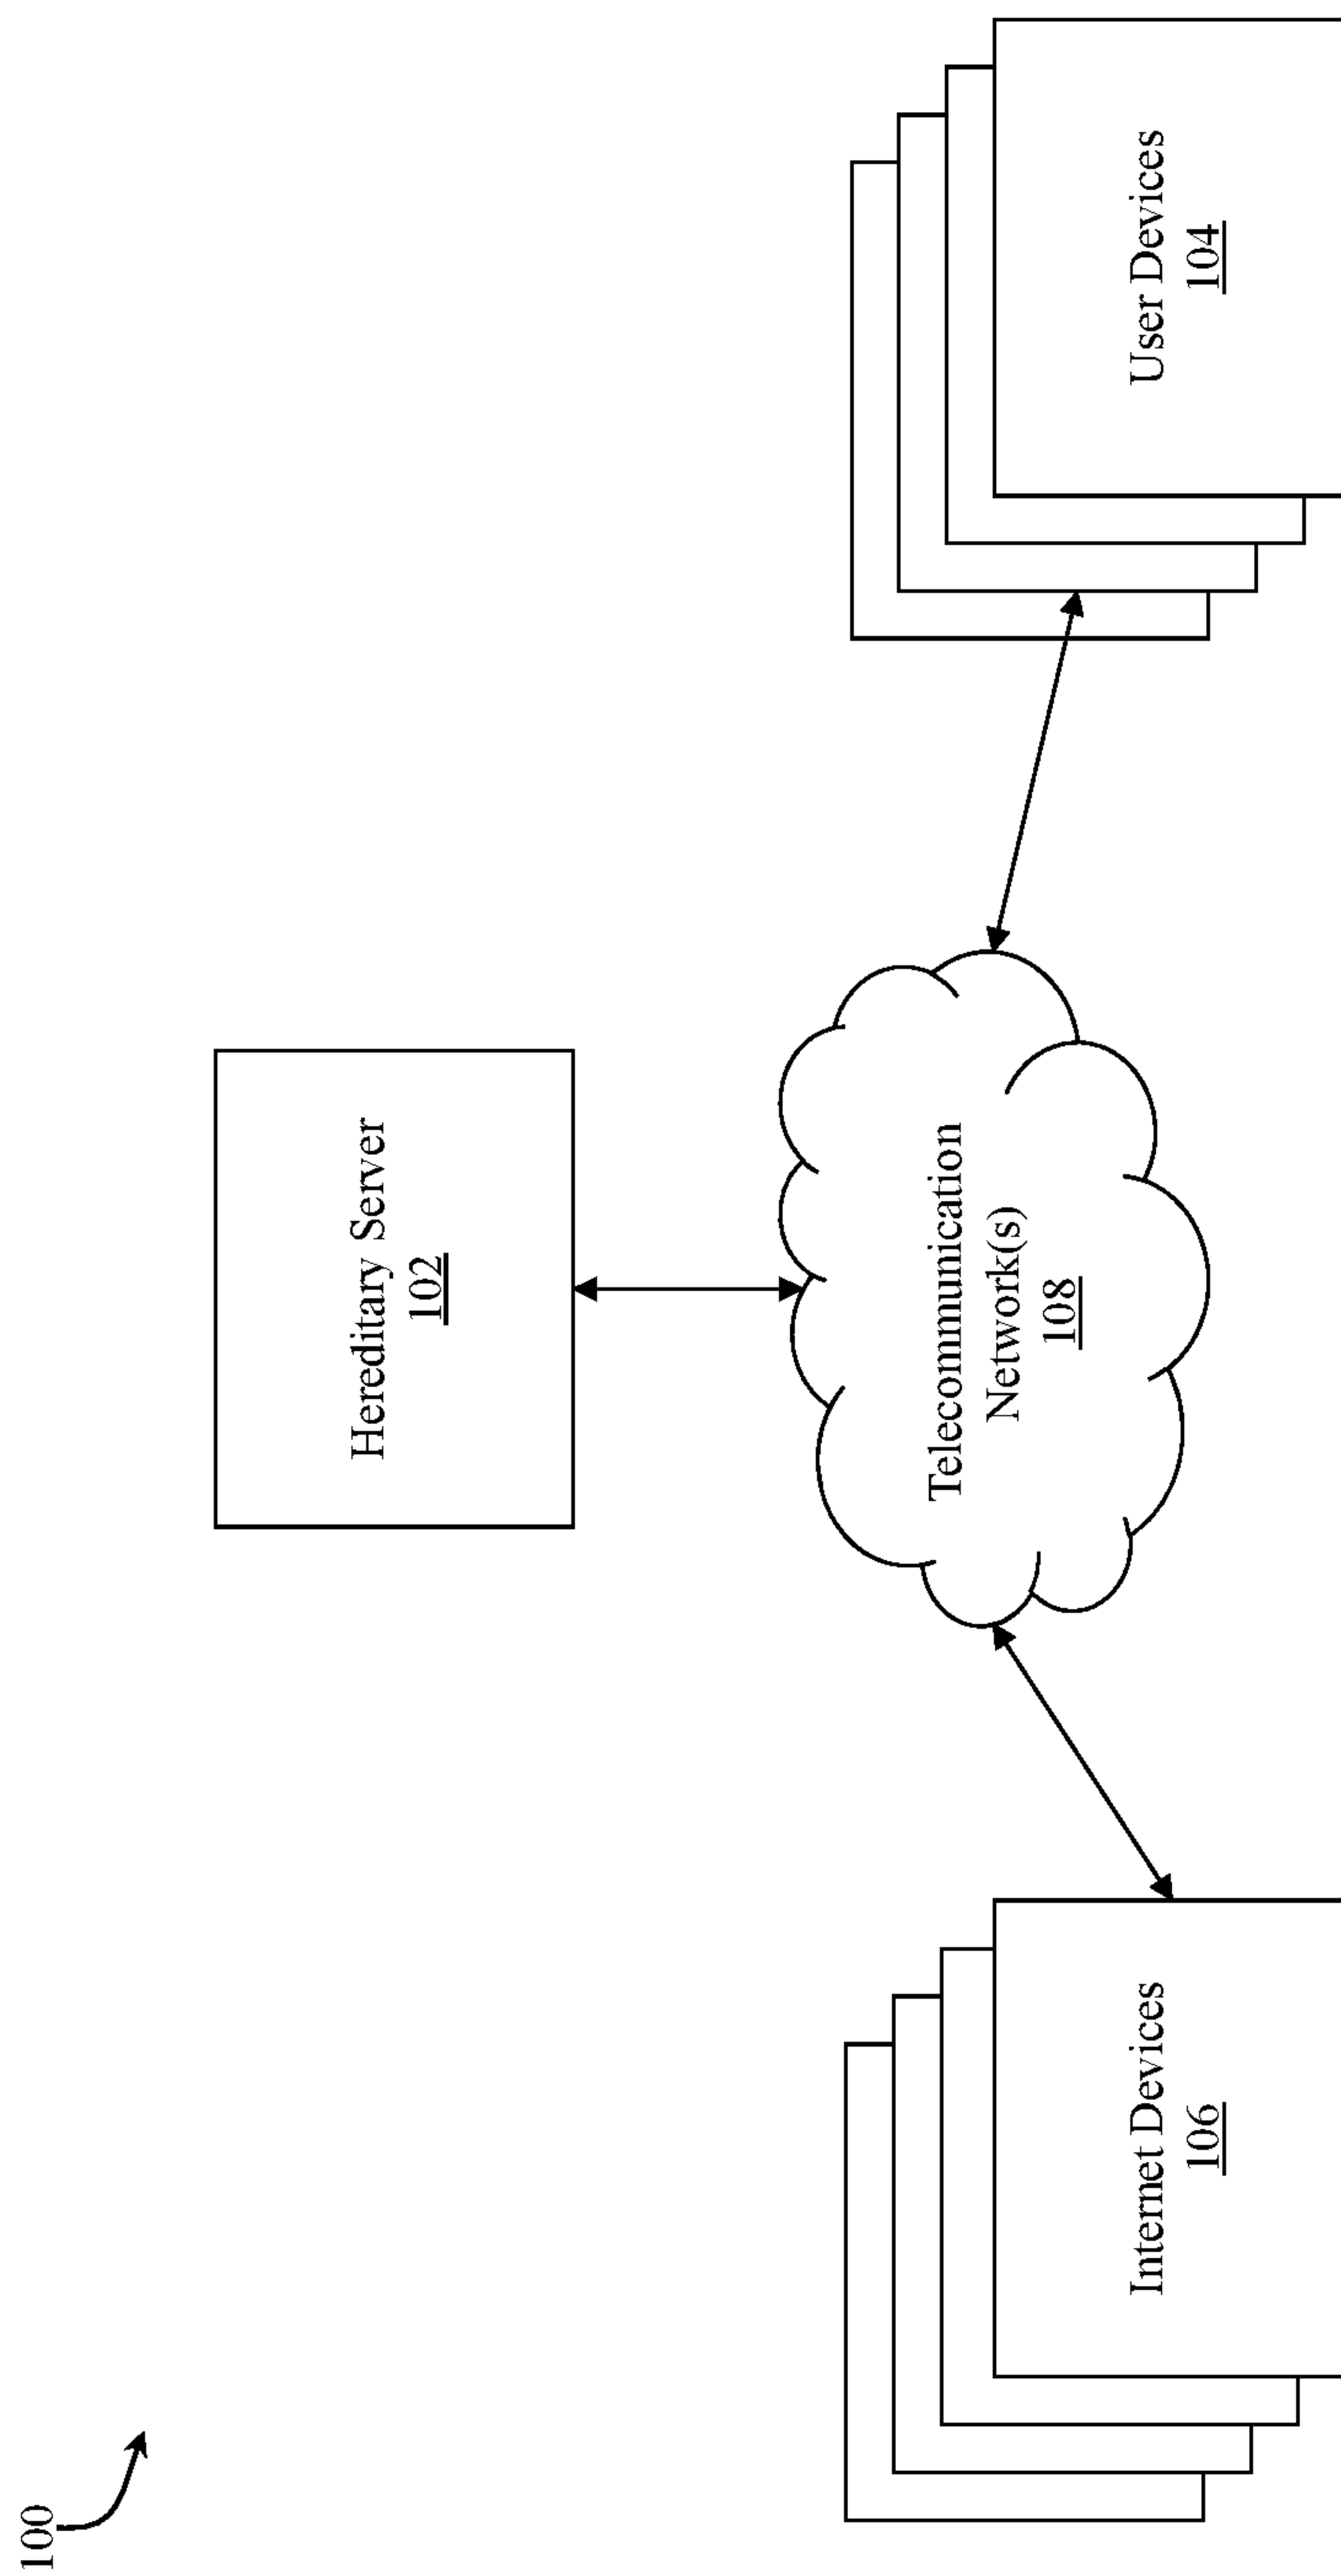 100
Hereditary Server
102
Telecommunication
Network(s)
108
Internet Devices
106
User Devices
104